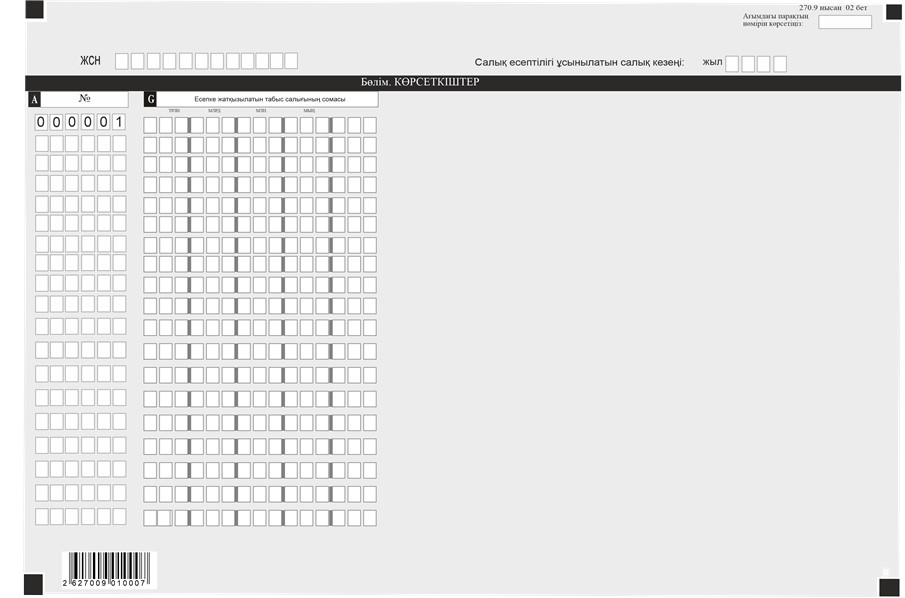 270.9 нысан 02 бет
Ағымдағы парақтың
нөмірін көрсетіңіз:
ЖСН
Салық есептілігі ұсынылатын салық кезеңі: жыл
Бөлім. КӨРСЕТКІШТЕР
A № G Есепке жатқызылатын табыс салығының сомасы
трлн млрд млн мың
000001
2 627009 010007